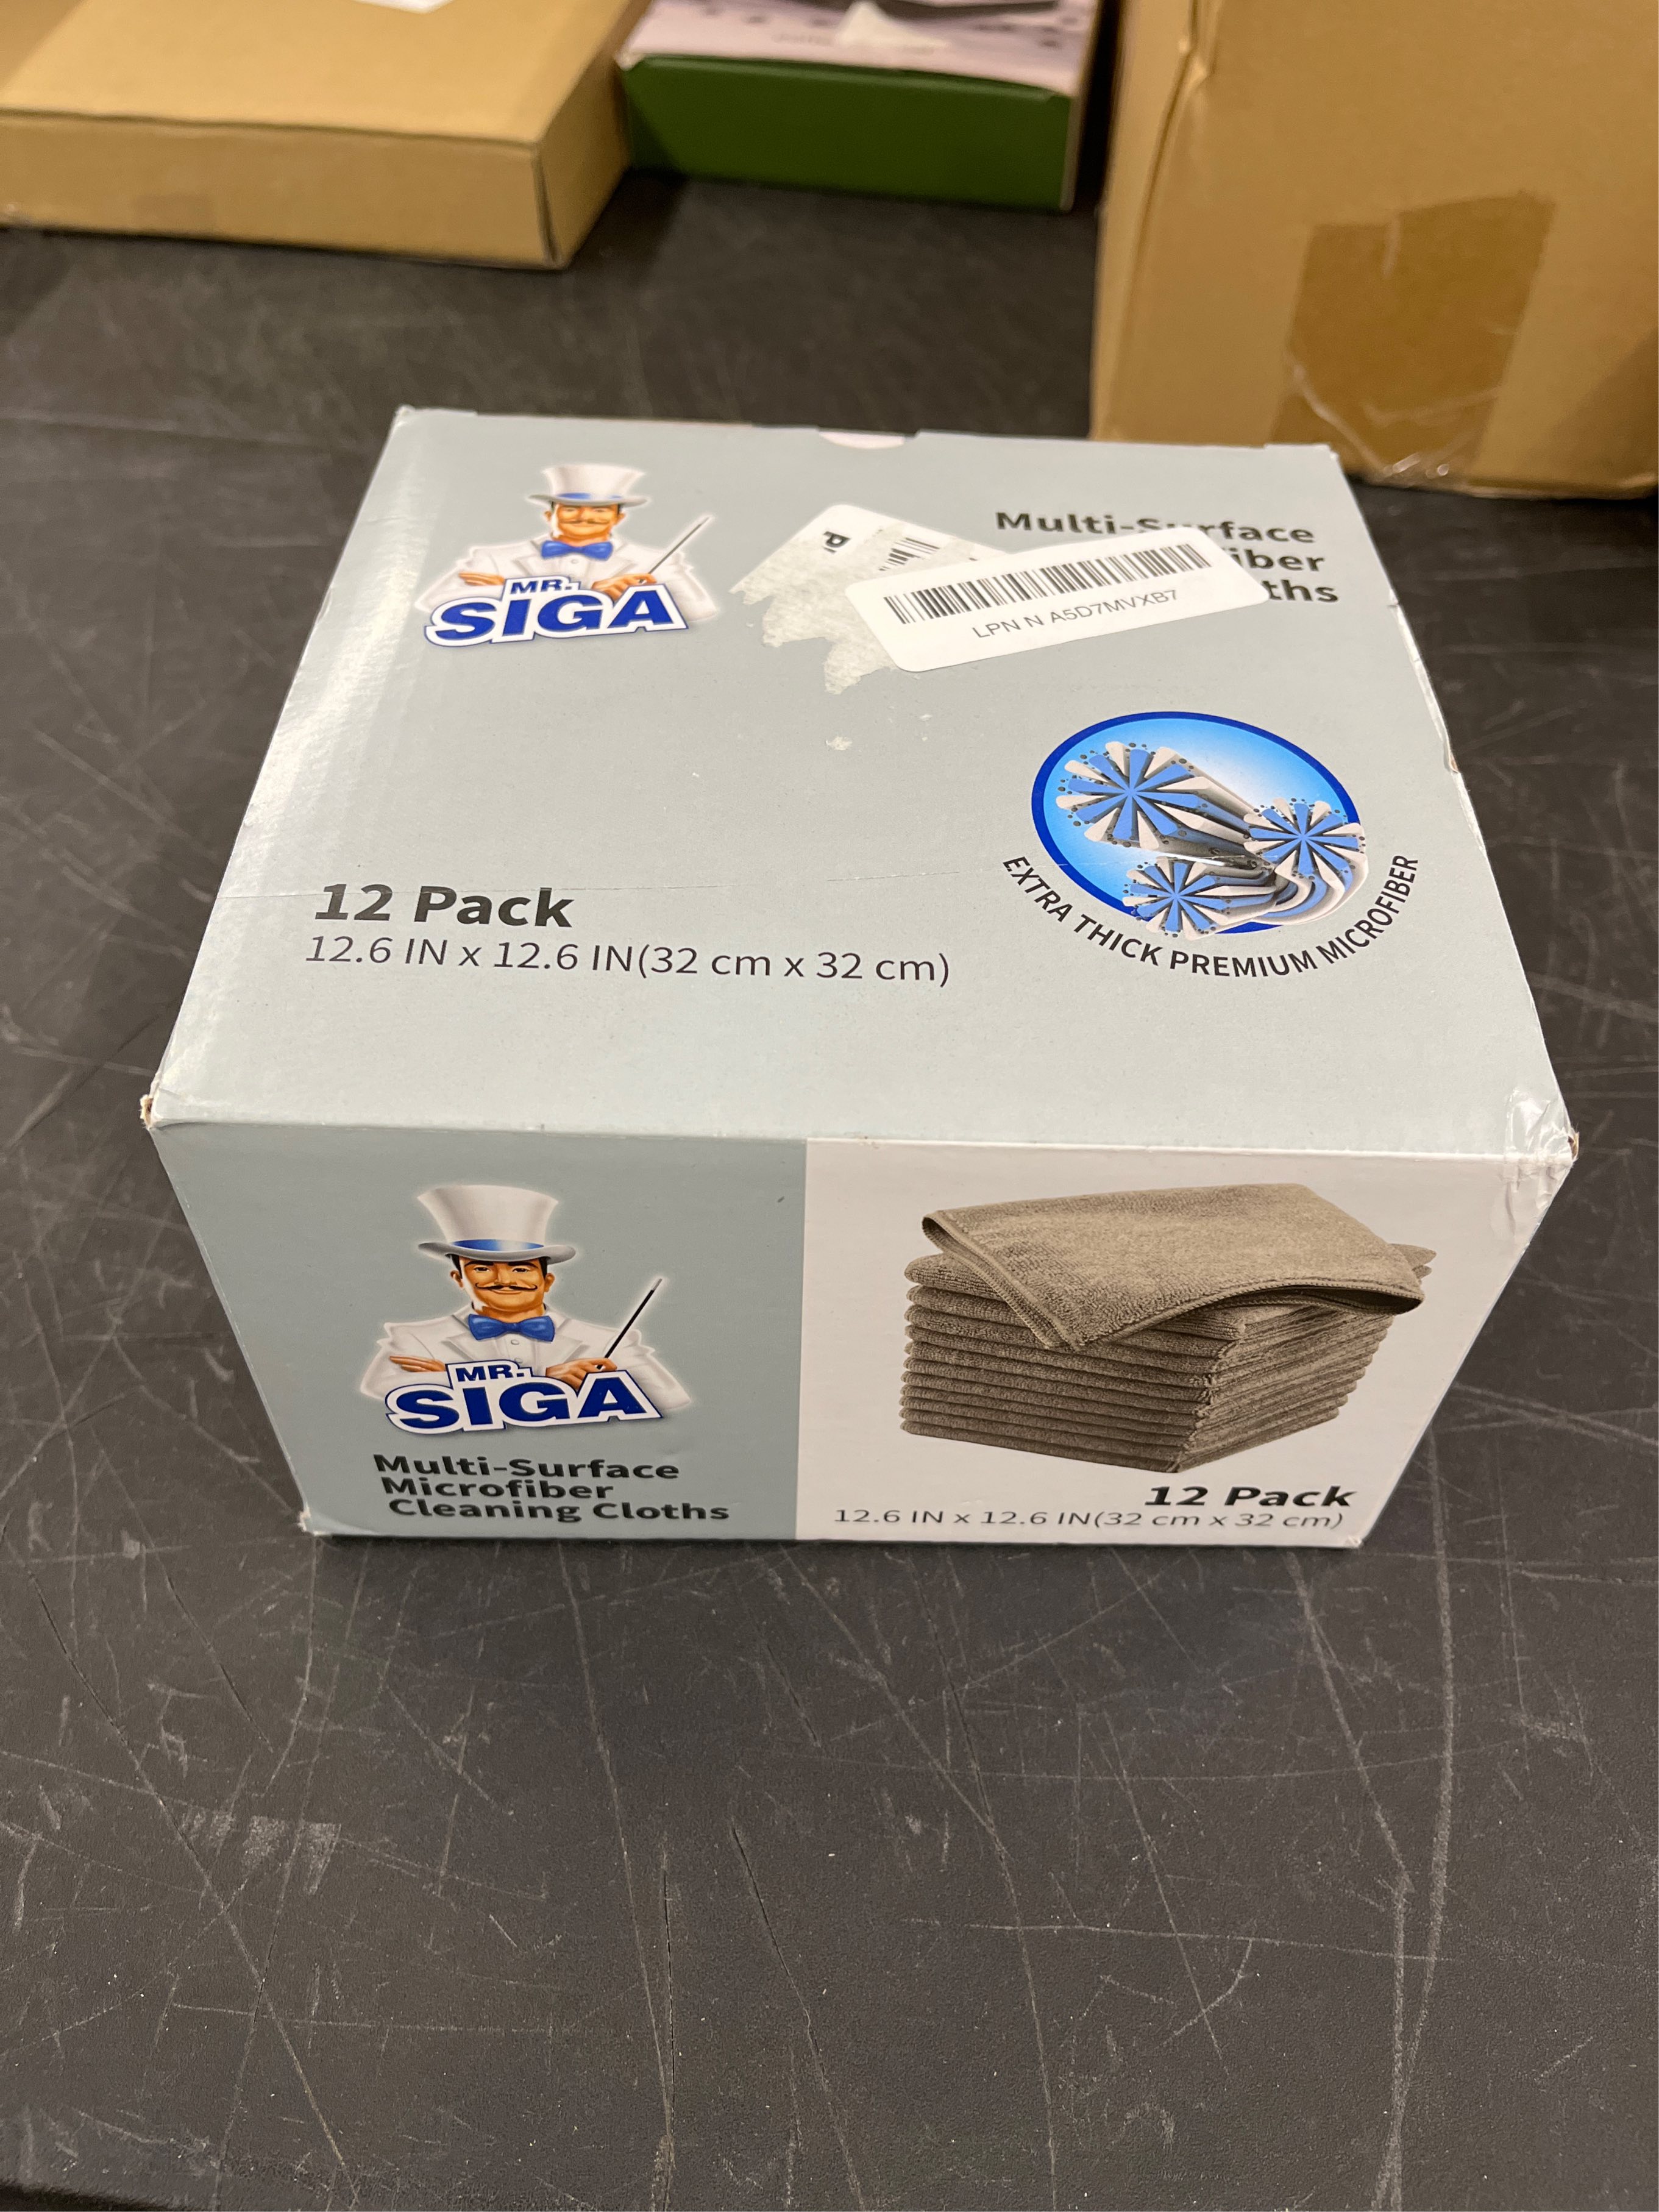 MR.
SIGA
Multi-Surface
LPN N A5D7MVXB7
EXTRA THICK PREMIUM MICROFIBER
12 Pack
12.6 IN x 12.6 IN(32 cm x 32 cm)
MR.
SIGA
Multi-Surface
Microfiber
Cleaning Cloths
12 Pack
12.6 IN x 12.6 IN(32 cm x 32 cm)